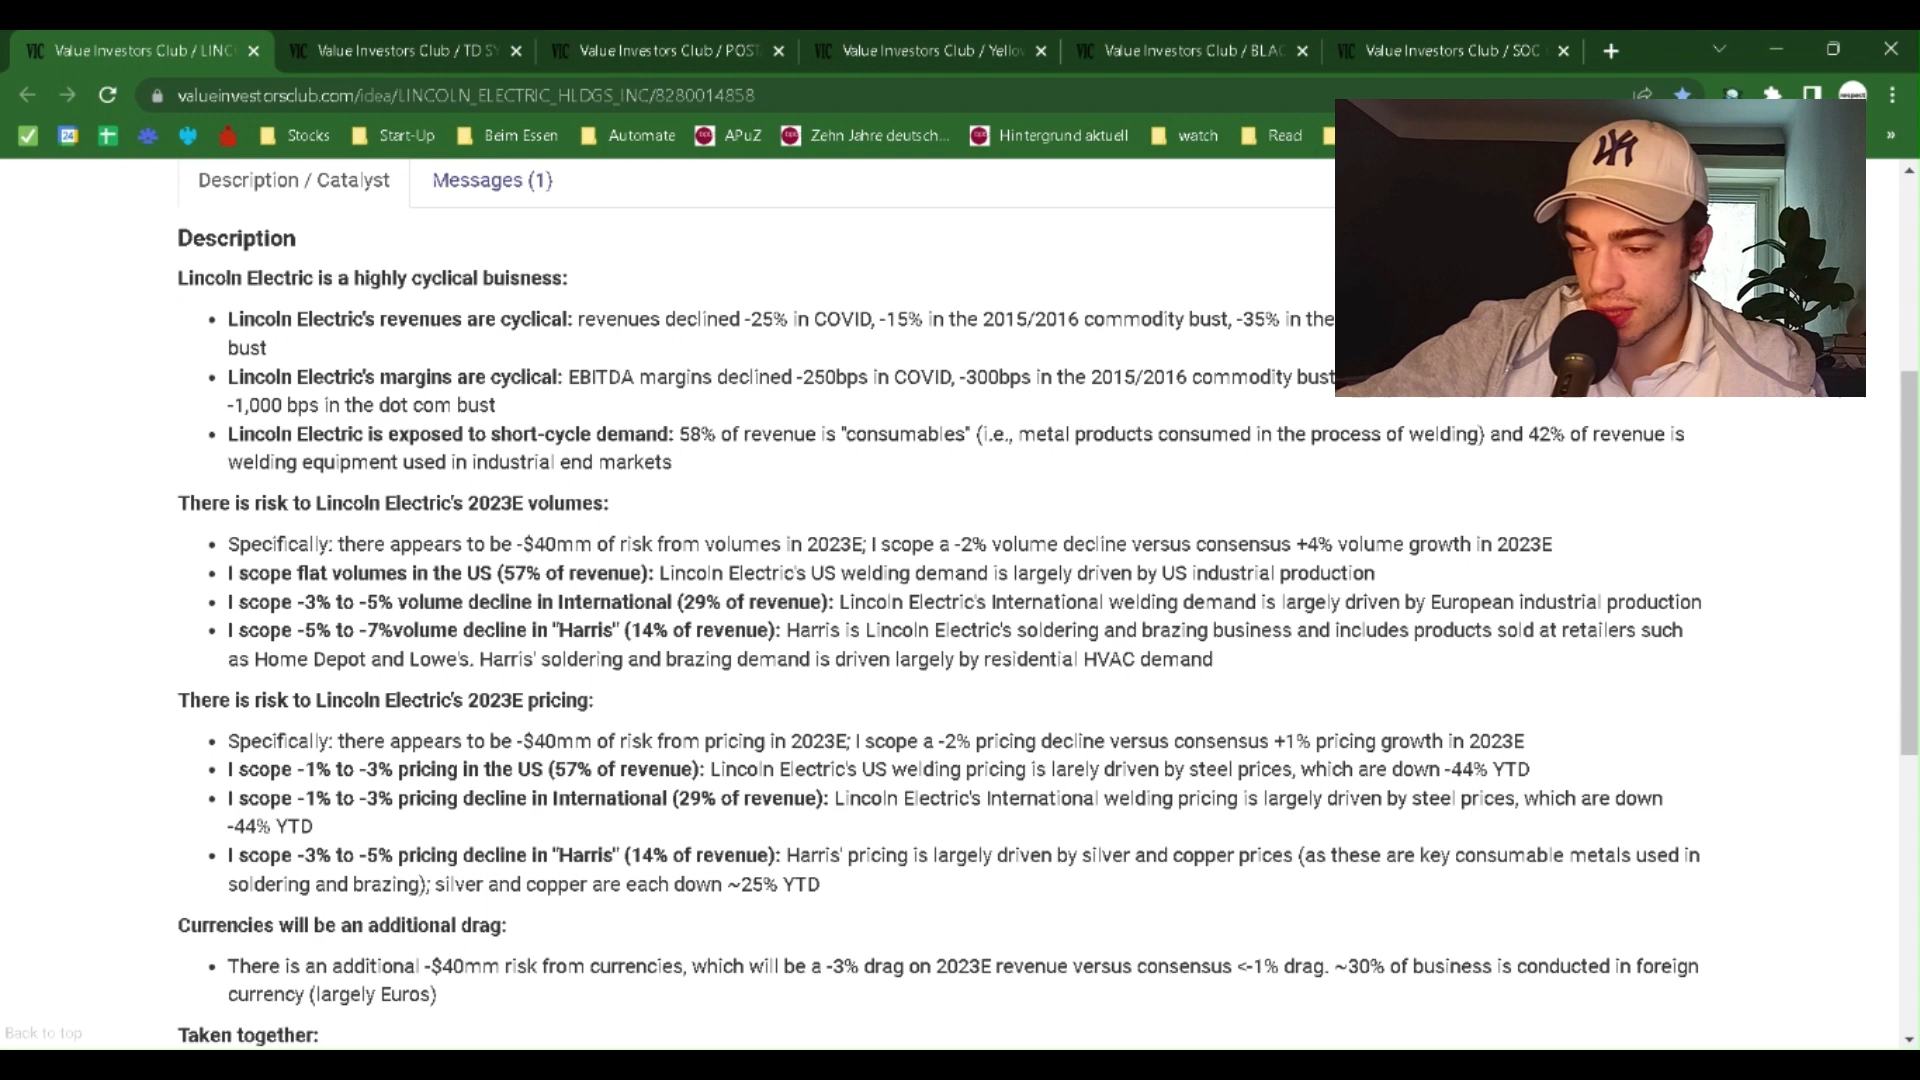 VIC Value Investors Club / LINC
VIC Value Investors Club / TD S
VIC Value Investors Club / POST
VIC Value Investors Club / Yello
VIC Value Investors Club / BLAC
VIC Value Investors Club / SOC
valueinvestorsclub.com/idea/LINCOLN_ELECTRIC_HLDGS_INC/8280014858
24 Stocks Start-Up Beim Essen Automate APuZ Zehn Jahre deutsch... Hintergrund aktuell watch Read »
Description / Catalyst Messages (1)
Description
Lincoln Electric is a highly cyclical buisness:
• Lincoln Electric's revenues are cyclical: revenues declined -25% in COVID, -15% in the 2015/2016 commodity bust, -35% in the
bust
• Lincoln Electric's margins are cyclical: EBITDA margins declined -250bps in COVID, -300bps in the 2015/2016 commodity bust
-1,000 bps in the dot com bust
• Lincoln Electric is exposed to short-cycle demand: 58% of revenue is "consumables" (i.e., metal products consumed in the process of welding) and 42% of revenue is
welding equipment used in industrial end markets
There is risk to Lincoln Electric's 2023E volumes:
• Specifically: there appears to be -$40mm of risk from volumes in 2023E; I scope a -2% volume decline versus consensus +4% volume growth in 2023E
• I scope flat volumes in the US (57% of revenue): Lincoln Electric's US welding demand is largely driven by US industrial production
• I scope -3% to -5% volume decline in International (29% of revenue): Lincoln Electric's International welding demand is largely driven by European industrial production
• I scope -5% to -7%volume decline in "Harris" (14% of revenue): Harris is Lincoln Electric's soldering and brazing business and includes products sold at retailers such
as Home Depot and Lowe's. Harris' soldering and brazing demand is driven largely by residential HVAC demand
There is risk to Lincoln Electric's 2023E pricing:
• Specifically: there appears to be -$40mm of risk from pricing in 2023E; I scope a -2% pricing decline versus consensus +1% pricing growth in 2023E
• I scope -1% to -3% pricing in the US (57% of revenue): Lincoln Electric's US welding pricing is larely driven by steel prices, which are down -44% YTD
• I scope -1% to -3% pricing decline in International (29% of revenue): Lincoln Electric's International welding pricing is largely driven by steel prices, which are down
-44% YTD
• I scope -3% to -5% pricing decline in "Harris" (14% of revenue): Harris' pricing is largely driven by silver and copper prices (as these are key consumable metals used in
soldering and brazing); silver and copper are each down ~25% YTD
Currencies will be an additional drag:
• There is an additional -$40mm risk from currencies, which will be a -3% drag on 2023E revenue versus consensus <-1% drag. ~30% of business is conducted in foreign
currency (largely Euros)
Back to top
Taken together: